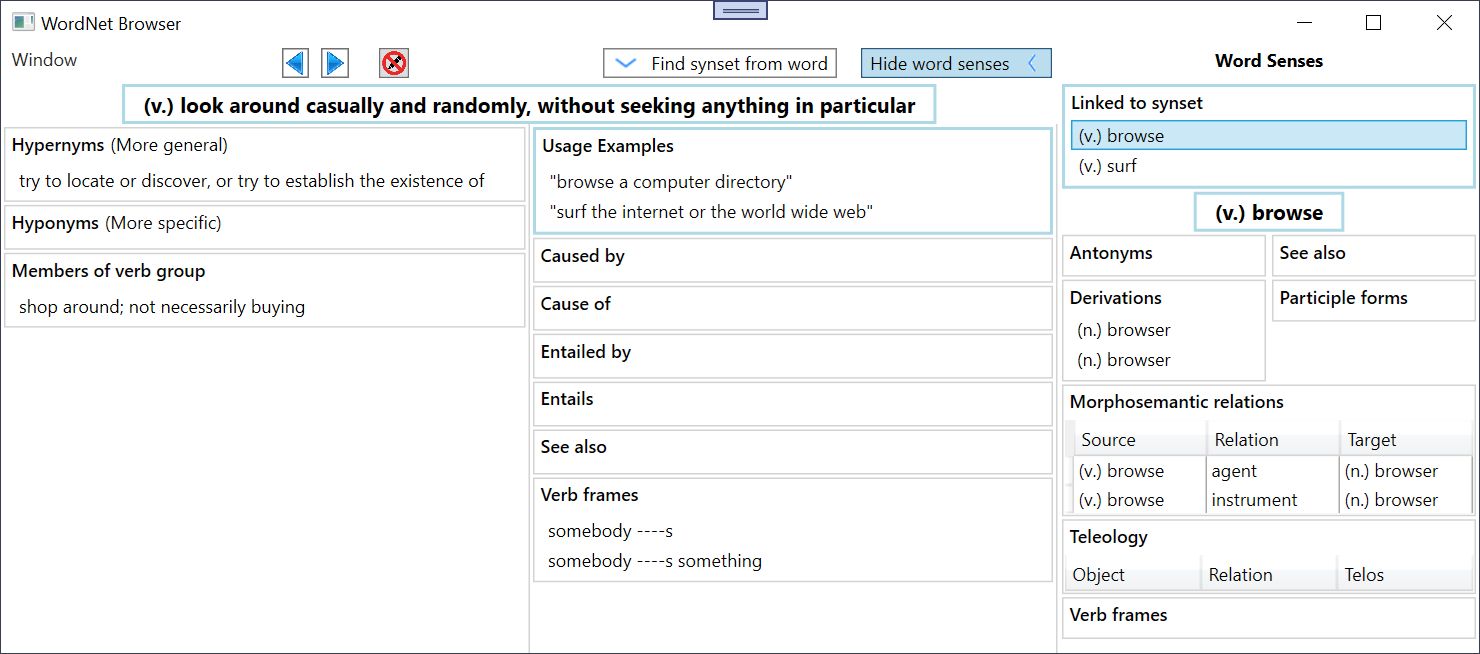 WordNet Browser
Window
Find synset from word
Hide word senses
Word Senses
(v.) look around casually and randomly, without seeking anything in particular
Hypernyms (More general)
try to locate or discover, or try to establish the existence of
Hyponyms (More specific)
Members of verb group
shop around; not necessarily buying
Usage Examples
"browse a computer directory"
"surf the internet or the world wide web"
Caused by
Cause of
Entailed by
Entails
See also
Verb frames
somebody ----s
somebody ----s something
Linked to synset
(v.) browse
(v.) surf
(v.) browse
Antonyms
See also
Derivations
(n.) browser
(n.) browser
Participle forms
Morphosemantic relations
Source Relation Target
(v.) browse agent (n.) browser
(v.) browse instrument (n.) browser
Teleology
Object Relation Telos
Verb frames